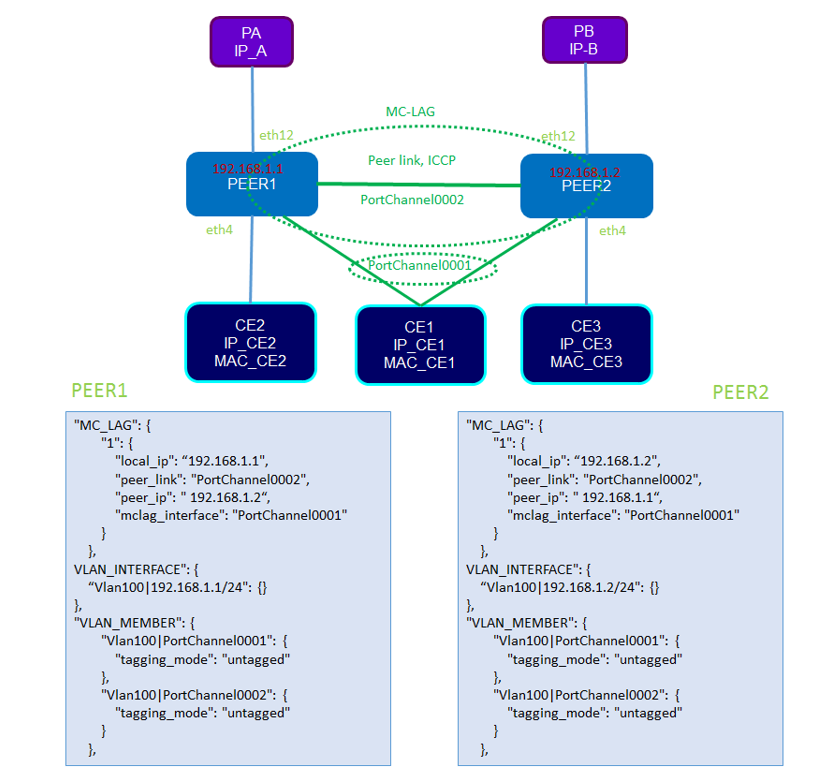 PA
IP_A
PB
IP-B
MC-LAG
eth12
eth12
192.168.1.1
PEER1
Peer link, ICCP
192.168.1.2
PEER2
PortChannel0002
eth4
eth4
PortChannel0001
CE2
IP_CE2
MAC_CE2
CE1
IP_CE1
MAC_CE1
CE3
IP_CE3
MAC_CE3
PEER1
"MC_LAG": {
"1": {
"local_ip": “192.168.1.1",
"peer_link": "PortChannel0002",
"peer_ip": " 192.168.1.2“,
"mclag_interface": "PortChannel0001"
}
},
VLAN_INTERFACE": {
“Vlan100|192.168.1.1/24": {}
},
"VLAN_MEMBER": {
"Vlan100|PortChannel0001": {
"tagging_mode": "untagged"
},
"Vlan100|PortChannel0002": {
"tagging_mode": "untagged"
}
},
PEER2
"MC_LAG": {
"1": {
"local_ip": “192.168.1.2",
"peer_link": "PortChannel0002",
"peer_ip": " 192.168.1.1“,
"mclag_interface": "PortChannel0001"
}
},
VLAN_INTERFACE": {
“Vlan100|192.168.1.2/24": {}
},
"VLAN_MEMBER": {
"Vlan100|PortChannel0001": {
"tagging_mode": "untagged"
},
"Vlan100|PortChannel0002": {
"tagging_mode": "untagged"
}
},